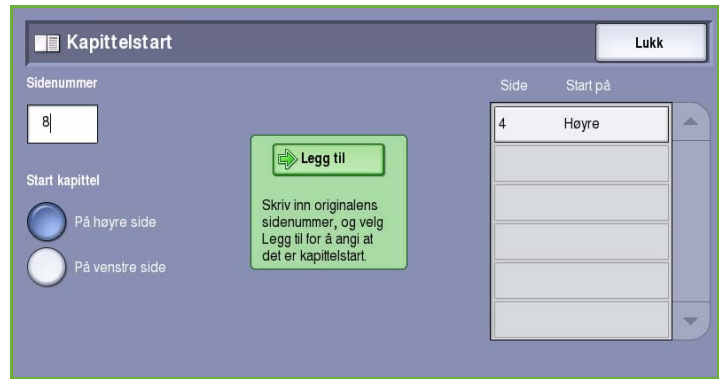 Kapittelstart
Lukk
Sidenummer
8
Start kapittel
På høyre side
På venstre side
Legg til
Skriv inn originalens
sidenummer, og velg
Legg til for å angi at
det er kapittelstart.
Side Start på
4 Høyre